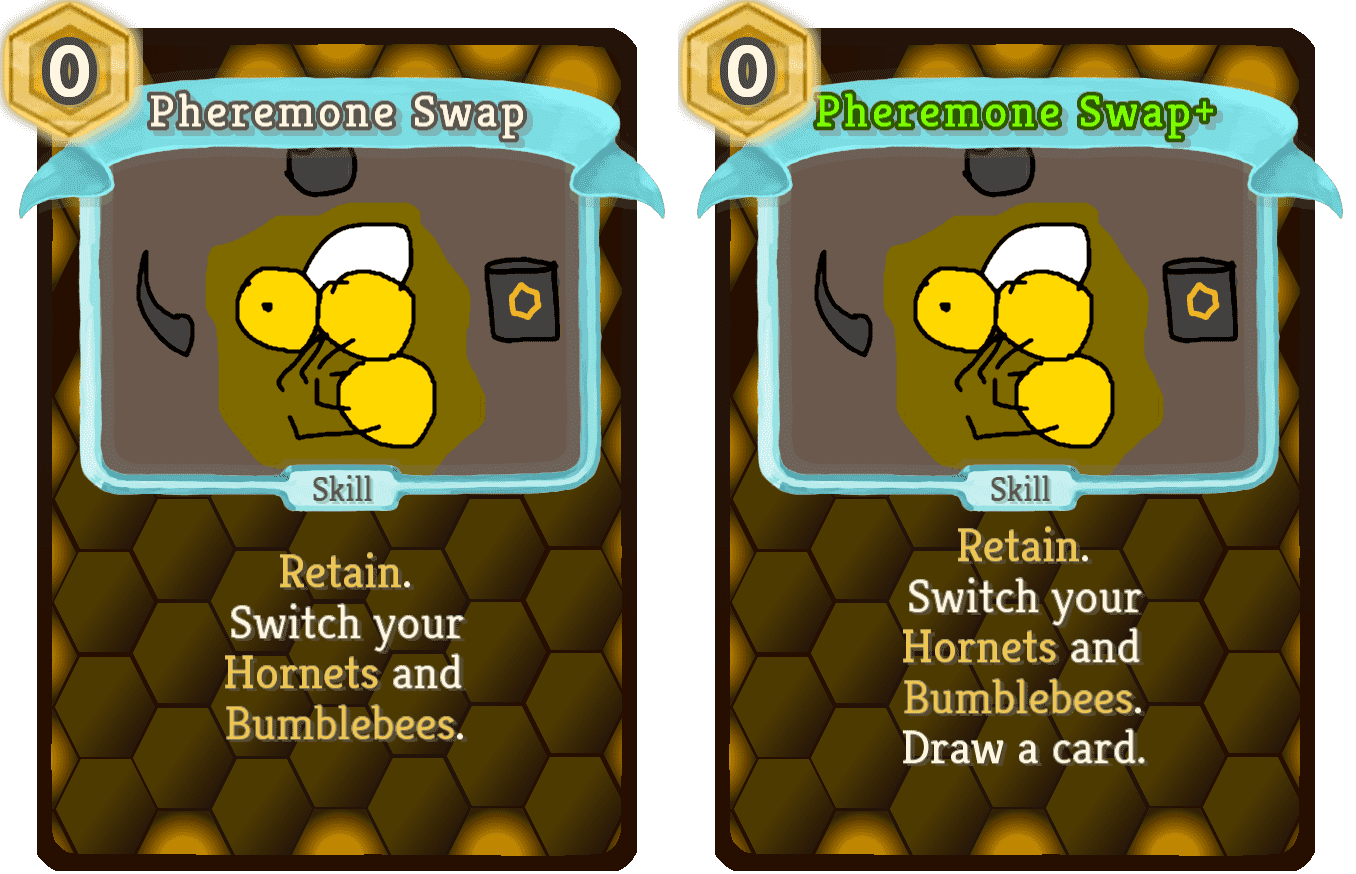 0
Pheremone Swap
Skill
Retain.
Switch your
Hornets and
Bumblebees.
0
Pheremone Swap+
Skill
Retain.
Switch your
Hornets and
Bumblebees.
Draw a card.